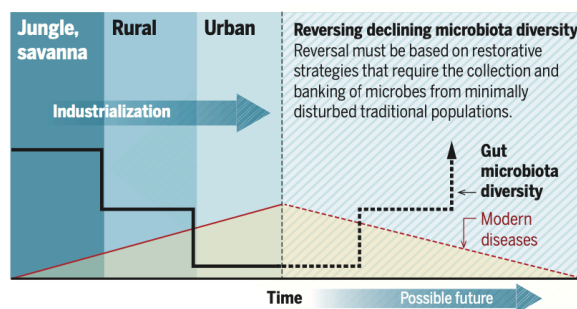 Jungle,
savanna
Rural
Urban
Reversing declining microbiota diversity
Reversal must be based on restorative
strategies that require the collection and
banking of microbes from minimally
disturbed traditional populations.
Industrialization
Gut
microbiota
diversity
Modern
diseases
Time
Possible future